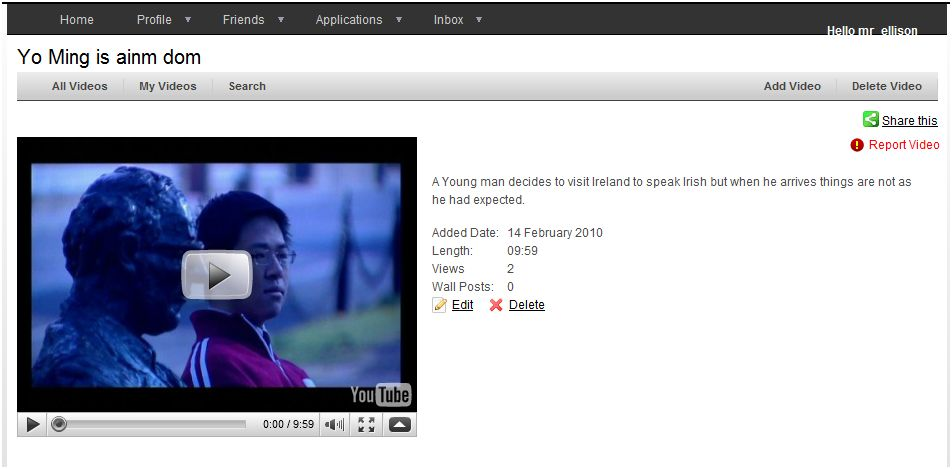 Home Profile Friends Applications Inbox
Hello mr_ellison
Yo Ming is ainm dom
All Videos My Videos Search Add Video Delete Video
Share this
Report Video
A Young man decides to visit Ireland to speak Irish but when he arrives things are not as
he had expected.
Added Date: 14 February 2010
Length: 09:59
Views 2
Wall Posts: 0
Edit Delete
YouTube
0:00 / 9:59